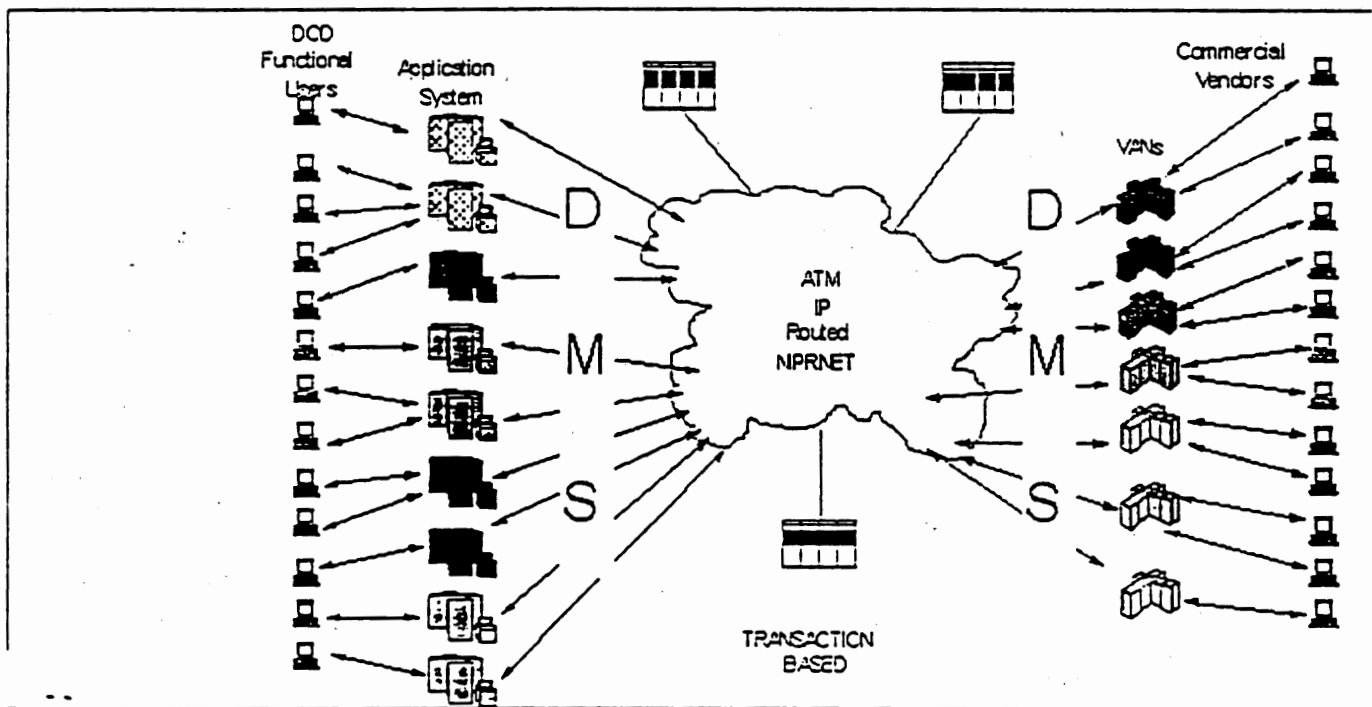 DOD
Functional
Users
Application
System
Commercial
Vendors
VANs
D
M
S
ATM
IP
Routed
NIPRNET
D
M
S
TRANSACTION
BASED